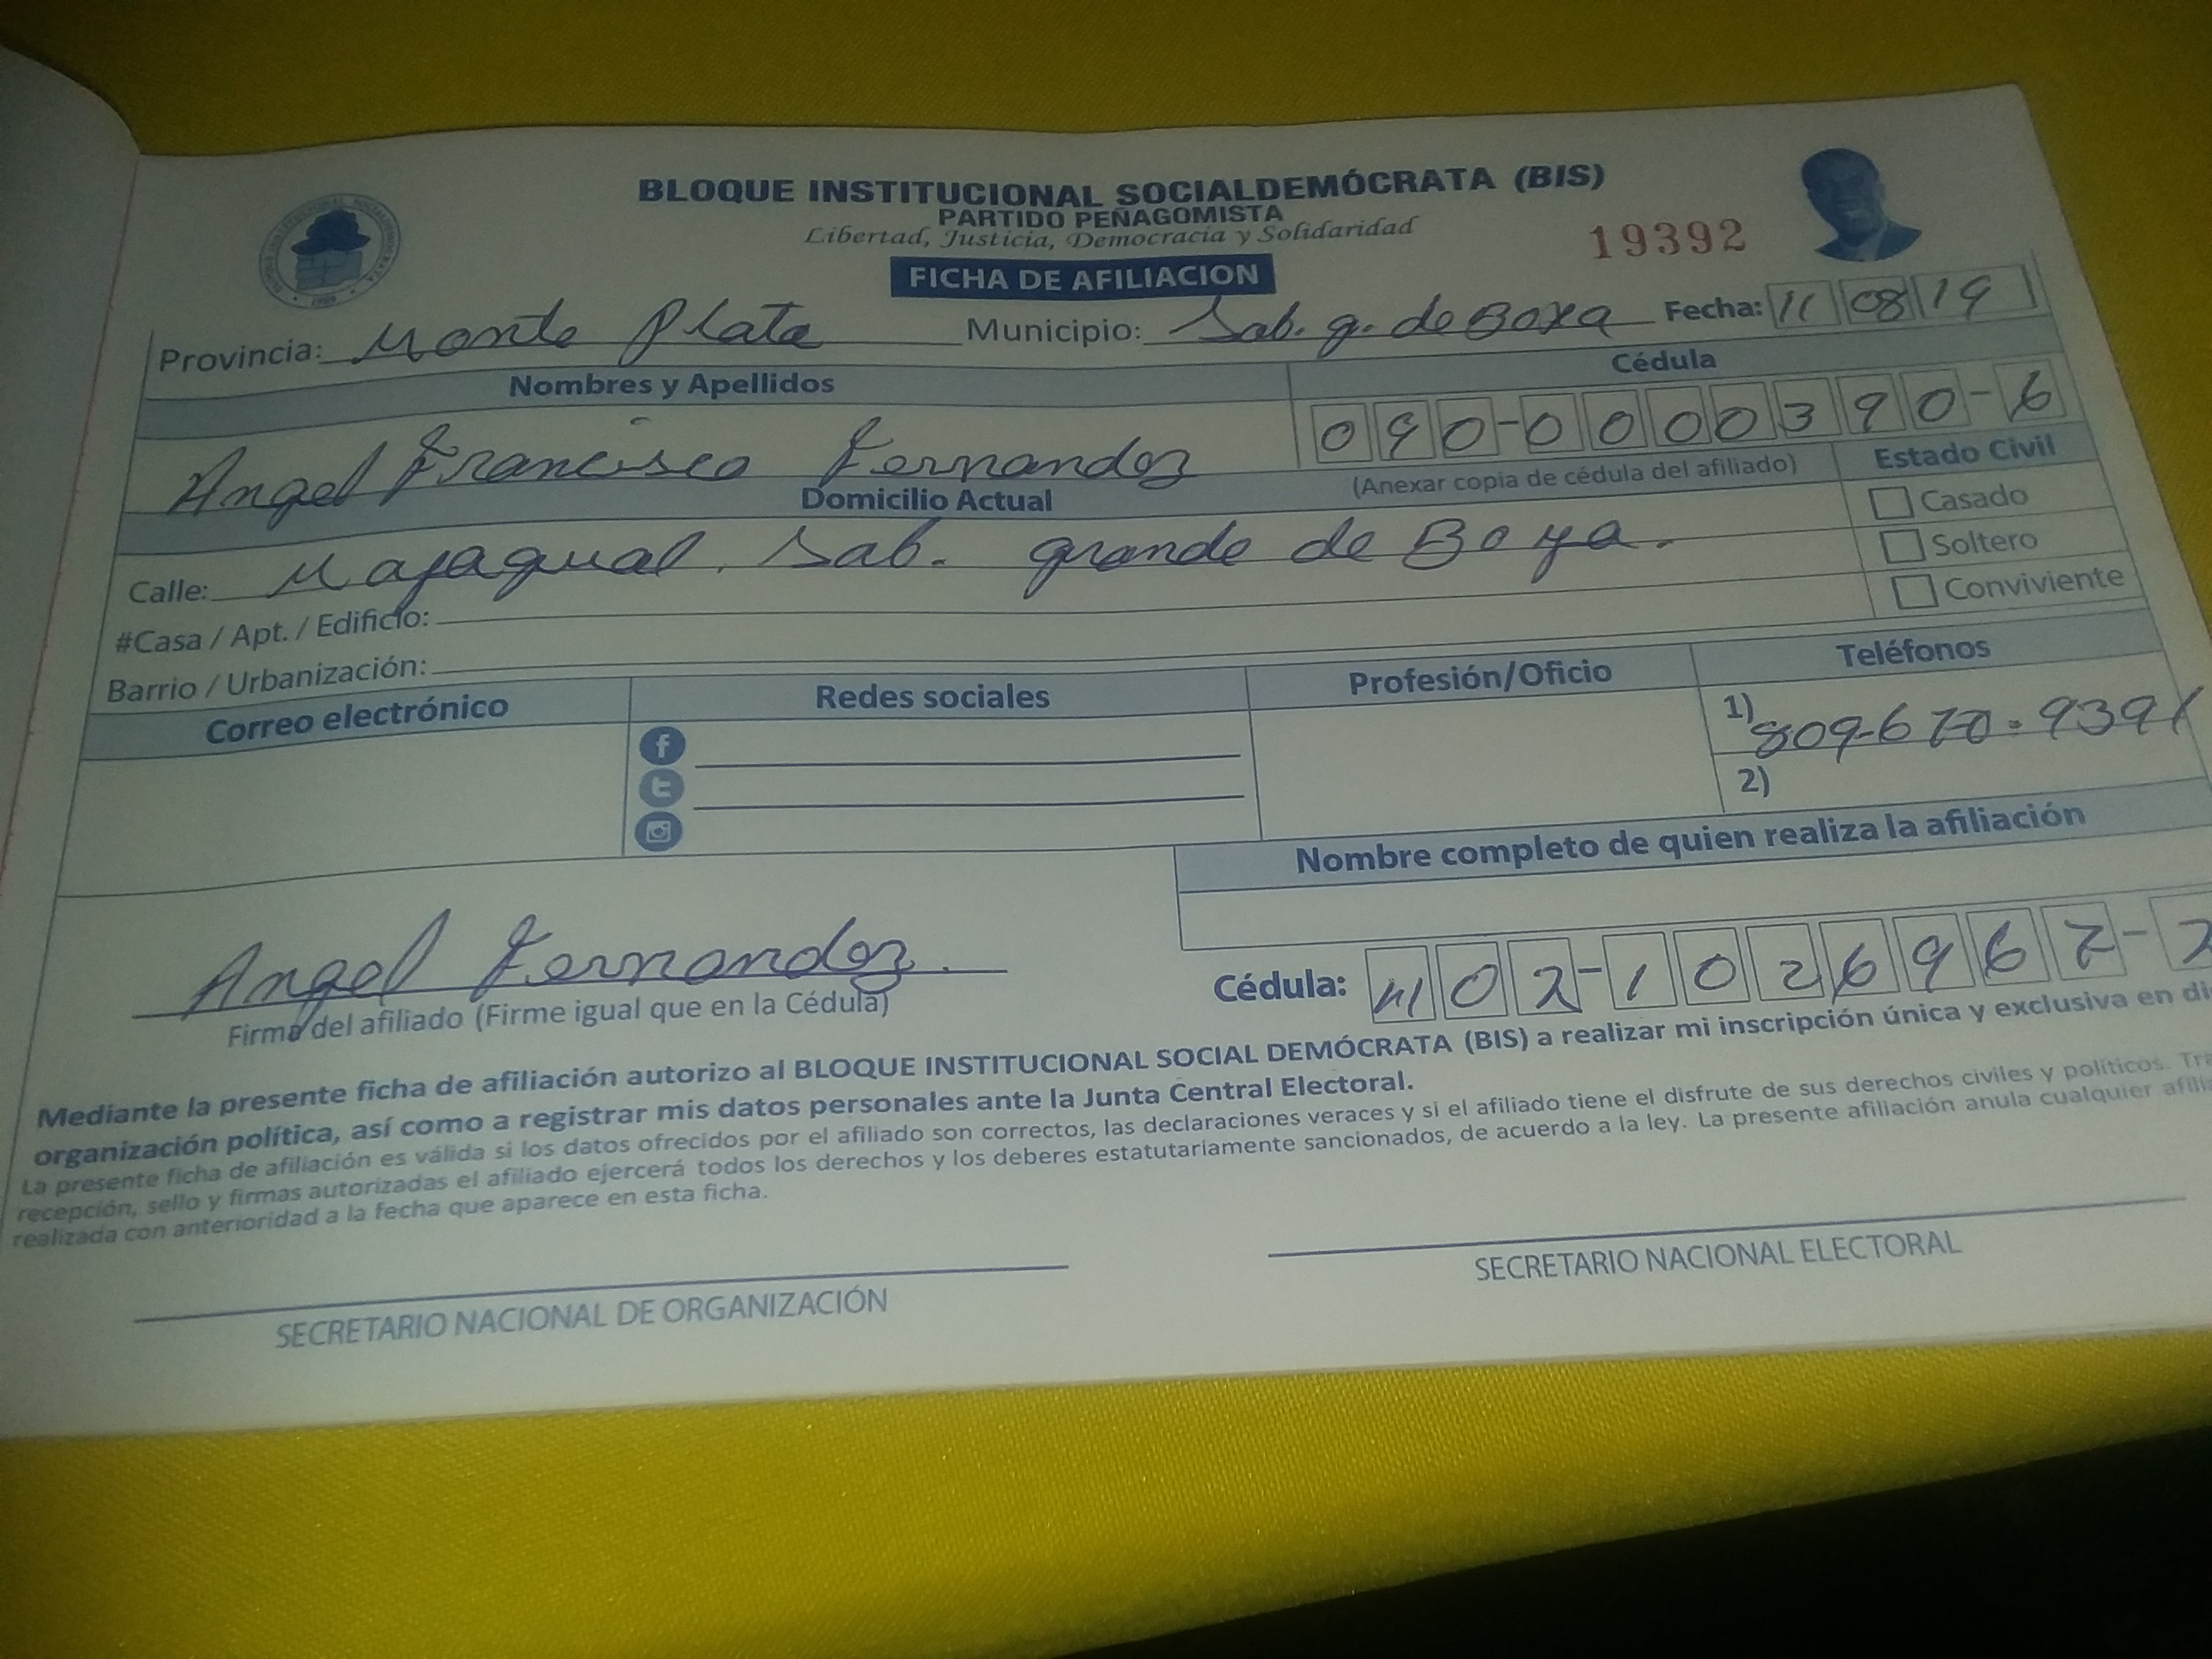 BLOQUE INSTITUCIONAL SOCIALDEMÓCRATA (BIS)
PARTIDO PEÑAGOMISTA
Libertad, Justicia, Democracia y Solidaridad
19392
FICHA DE AFILIACION
Provincia: Monte Plata Municipio: Sab. g. de Boya Fecha: 11 08 19
Nombres y Apellidos Cédula
Angel Francisco Fernandez 090-0000390-6
(Anexar copia de cédula del afiliado) Estado Civil
Domicilio Actual
Casado
Calle: Majagual. Sab. grande de Boya.
Soltero
#Casa / Apt. / Edificio:
Conviviente
Barrio / Urbanización:
Correo electrónico Redes sociales Profesión/Oficio Teléfonos
1) 809-670-9391
2)
Nombre completo de quien realiza la afiliación
Angel Fernandez.
Cédula: 402-1026967-2
Firma del afiliado (Firme igual que en la Cédula)
Mediante la presente ficha de afiliación autorizo al BLOQUE INSTITUCIONAL SOCIAL DEMÓCRATA (BIS) a realizar mi inscripción única y exclusiva en
organización política, así como a registrar mis datos personales ante la Junta Central Electoral.
La presente ficha de afiliación es válida si los datos ofrecidos por el afiliado son correctos, las declaraciones veraces y si el afiliado tiene el disfrute de sus derechos civiles y políticos.
recepción, sello y firmas autorizadas el afiliado ejercerá todos los derechos y los deberes estatutariamente sancionados, de acuerdo a la ley. La presente afiliación anula cualquier
realizada con anterioridad a la fecha que aparece en esta ficha.
SECRETARIO NACIONAL DE ORGANIZACIÓN
SECRETARIO NACIONAL ELECTORAL